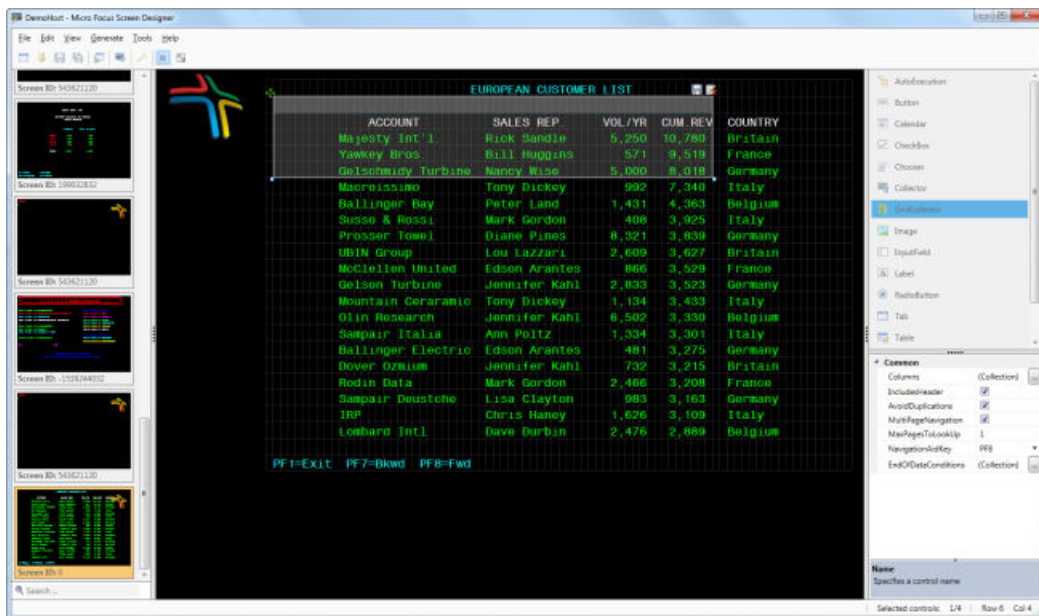 DemoHost - Micro Focus Screen Designer
File Edit View Generate Tools Help
Screen ID: 543621120
Screen ID: 199032832
Screen ID: 543621120
Screen ID: -1539244032
Screen ID: 543621120
Screen ID: 0
Search...
EUROPEAN CUSTOMER LIST
ACCOUNT SALES REP VOL/YR CUM.REV COUNTRY
Majesty Int'l Rick Sandle 5,250 10,780 Britain
Yawkey Bros Bill Huggins 571 9,519 France
Gelschmidy Turbine Nancy Wise 5,000 8,018 Germany
Macroissimo Tony Dickey 992 7,340 Italy
Ballinger Bay Peter Land 1,431 4,363 Belgium
Susso & Rossi Mark Gordon 408 3,925 Italy
Prosser Towel Diane Pines 8,321 3,839 Germany
UBIN Group Lou Lazzari 2,609 3,627 Britain
McClellon United Edson Arantes 866 3,529 France
Gelson Turbine Jennifer Kahl 2,833 3,523 Germany
Mountain Ceraramic Tony Dickey 1,134 3,433 Italy
Olin Research Jennifer Kahl 6,502 3,330 Belgium
Sampair Italia Ann Poltz 1,334 3,301 Italy
Ballinger Electric Edson Arantes 481 3,275 Germany
Dover Ozmium Jennifer Kahl 732 3,215 Britain
Rodin Data Mark Gordon 2,466 3,208 France
Sampair Deustche Lisa Clayton 983 3,163 Germany
IRP Chris Haney 1,626 3,109 Italy
Lombard Intl Dave Durbin 2,476 2,889 Belgium
PF1=Exit PF7=Bkwd PF8=Fwd
AutoExecution
Button
Calendar
CheckBox
Chooser
Collector
GridCollector
Image
InputField
Label
RadioButton
Tab
Table
Common
Columns (Collection) ...
IncludesHeader
AvoidDuplications
MultiPageNavigation
MaxPagesToLookUp 1
NavigationAidKey PF8
EndOfDataConditions (Collection) ...
Name
Specifies a control name
Selected controls: 1/4 Row 6 Col 4